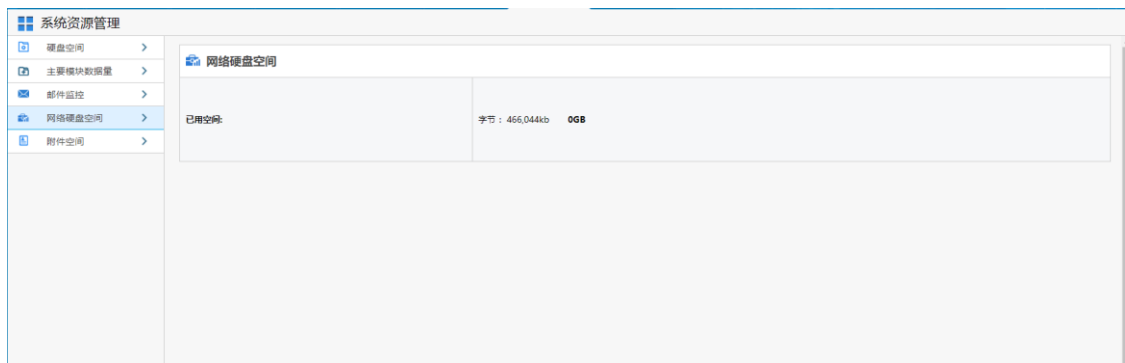 系统资源管理
硬盘空间
主要模块数据量
邮件监控
网络硬盘空间
附件空间
网络硬盘空间
已用空间: 字节： 466,044kb 0GB